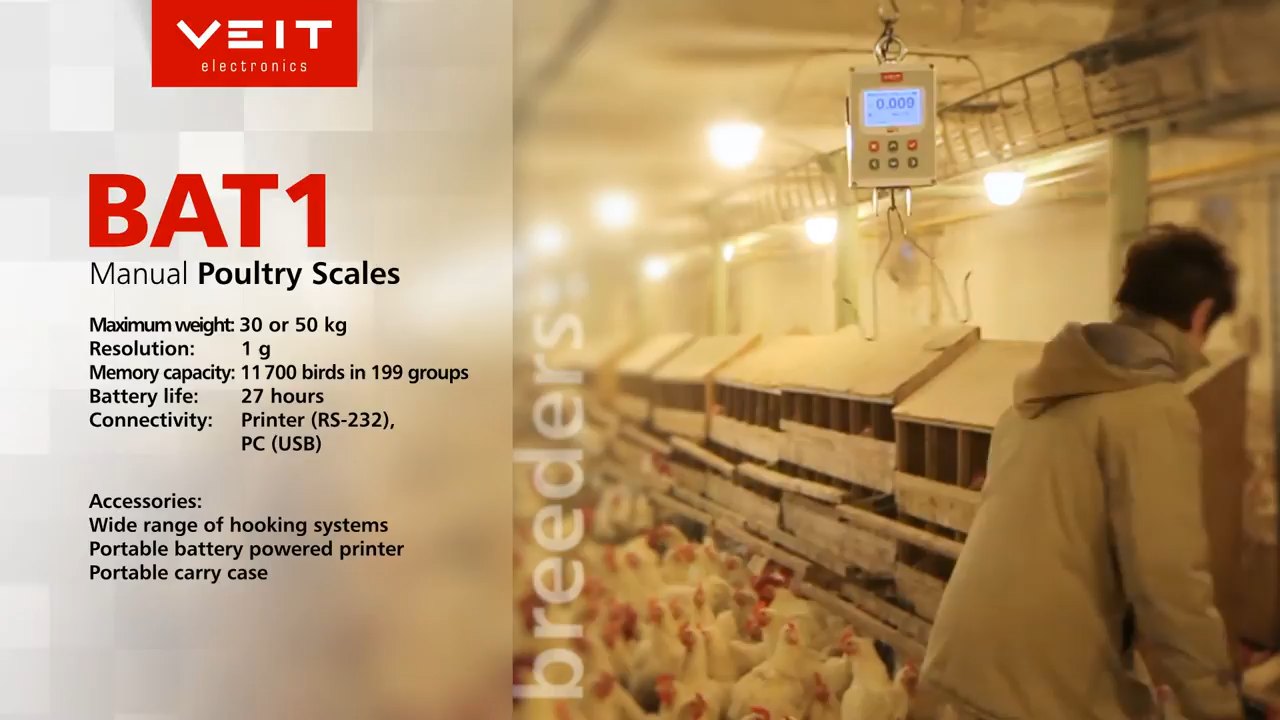 VEIT
electronics
BAT1
Manual Poultry Scales
Maximum weight: 30 or 50 kg
Resolution: 1 g
Memory capacity: 11 700 birds in 199 groups
Battery life: 27 hours
Connectivity: Printer (RS-232),
PC (USB)
Accessories:
Wide range of hooking systems
Portable battery powered printer
Portable carry case
breeders:
VEIT
0.000